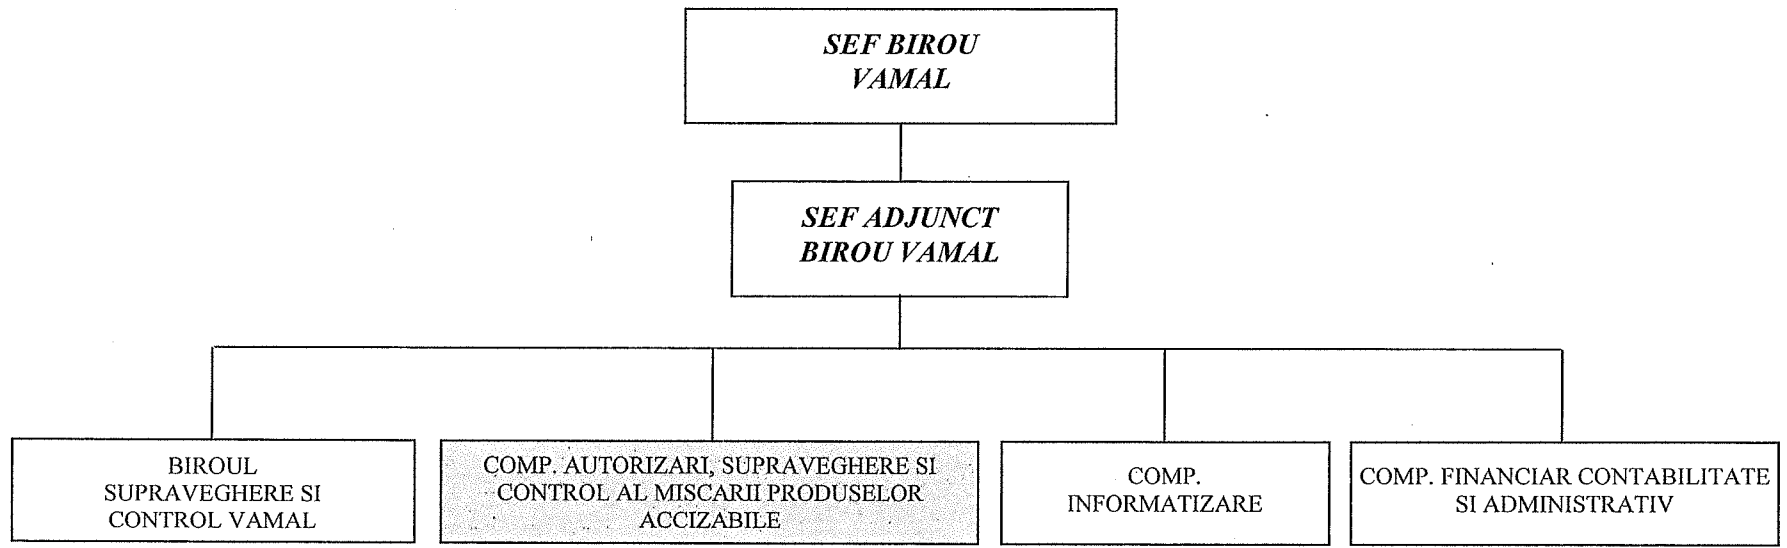 SEF BIROU
VAMAL
SEF ADJUNCT
BIROU VAMAL
BIROUL
SUPRAVEGHERE SI
CONTROL VAMAL
COMP. AUTORIZARI, SUPRAVEGHERE SI
CONTROL AL MISCARII PRODUSELOR
ACCIZABILE
COMP.
INFORMATIZARE
COMP. FINANCIAR CONTABILITATE
SI ADMINISTRATIV